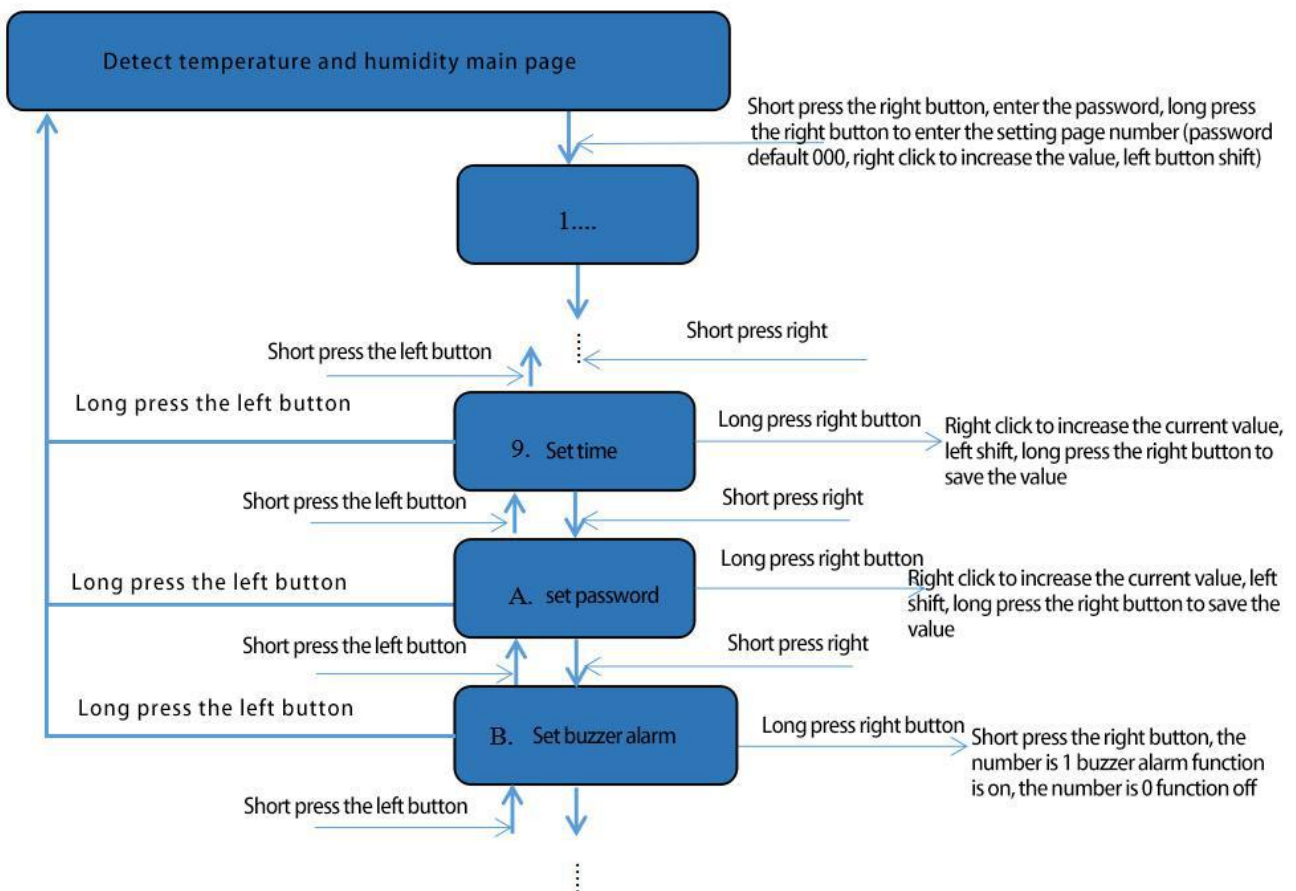 Detect temperature and humidity main page
Short press the right button, enter the password, long press
the right button to enter the setting page number (password
default 000, right click to increase the value, left button shift)
1....
Short press right
Short press the left button
Long press the left button
9. Set time
Long press right button
Right click to increase the current value,
left shift, long press the right button to
save the value
Short press the left button
Short press right
Long press the left button
A. set password
Long press right button
Right click to increase the current value, left
shift, long press the right button to save the
value
Short press the left button
Short press right
Long press the left button
B. Set buzzer alarm
Long press right button
Short press the right button, the
number is 1 buzzer alarm function
is on, the number is 0 function off
Short press the left button